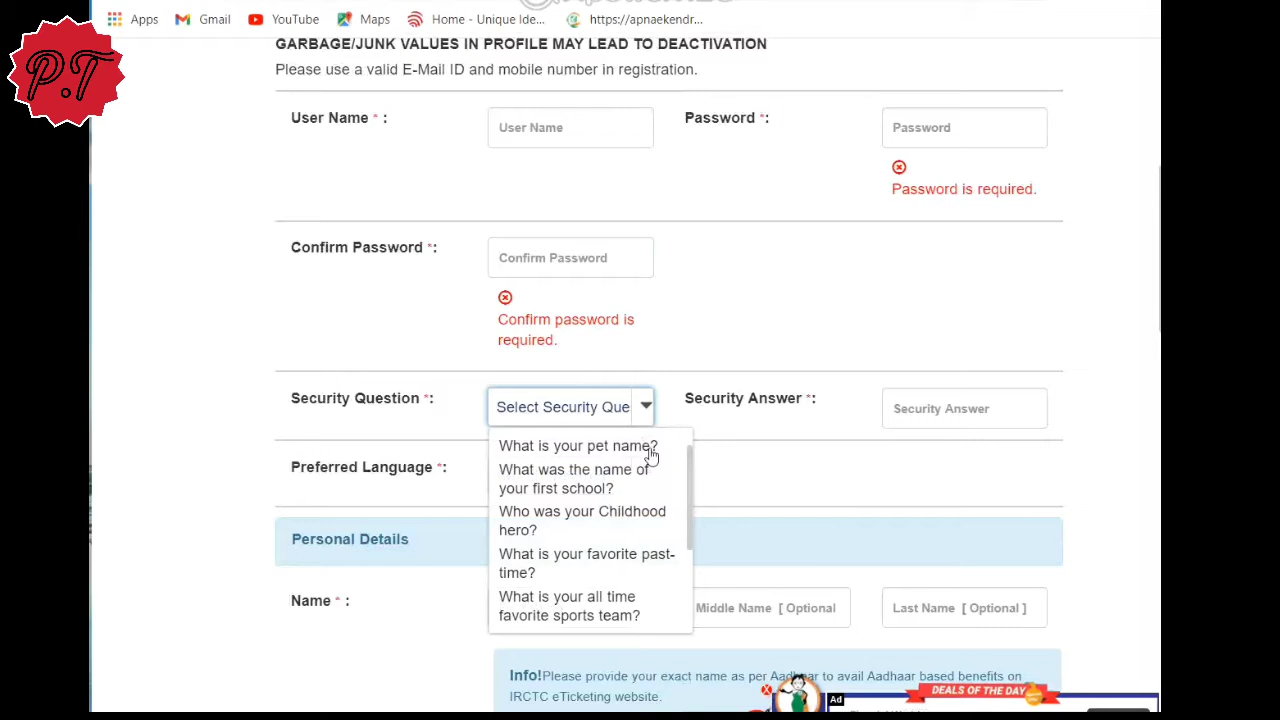 Apps Gmail YouTube Maps Home - Unique Ide... https://apnaekendr...
P.T
GARBAGE/JUNK VALUES IN PROFILE MAY LEAD TO DEACTIVATION
Please use a valid E-Mail ID and mobile number in registration.
User Name * : User Name Password *: Password
Password is required.
Confirm Password *: Confirm Password
Confirm password is
required.
Security Question *: Select Security Que Security Answer *: Security Answer
What is your pet name?
Preferred Language *:
What was the name of
your first school?
Who was your Childhood
hero?
Personal Details
What is your favorite past-
time?
What is your all time
favorite sports team?
Name * : Middle Name [ Optional Last Name [ Optional ]
Info!Please provide your exact name as per Aadhaar to avail Aadhaar based benefits on
IRCTC eTicketing website.
DEALS OF THE DAY
Ad